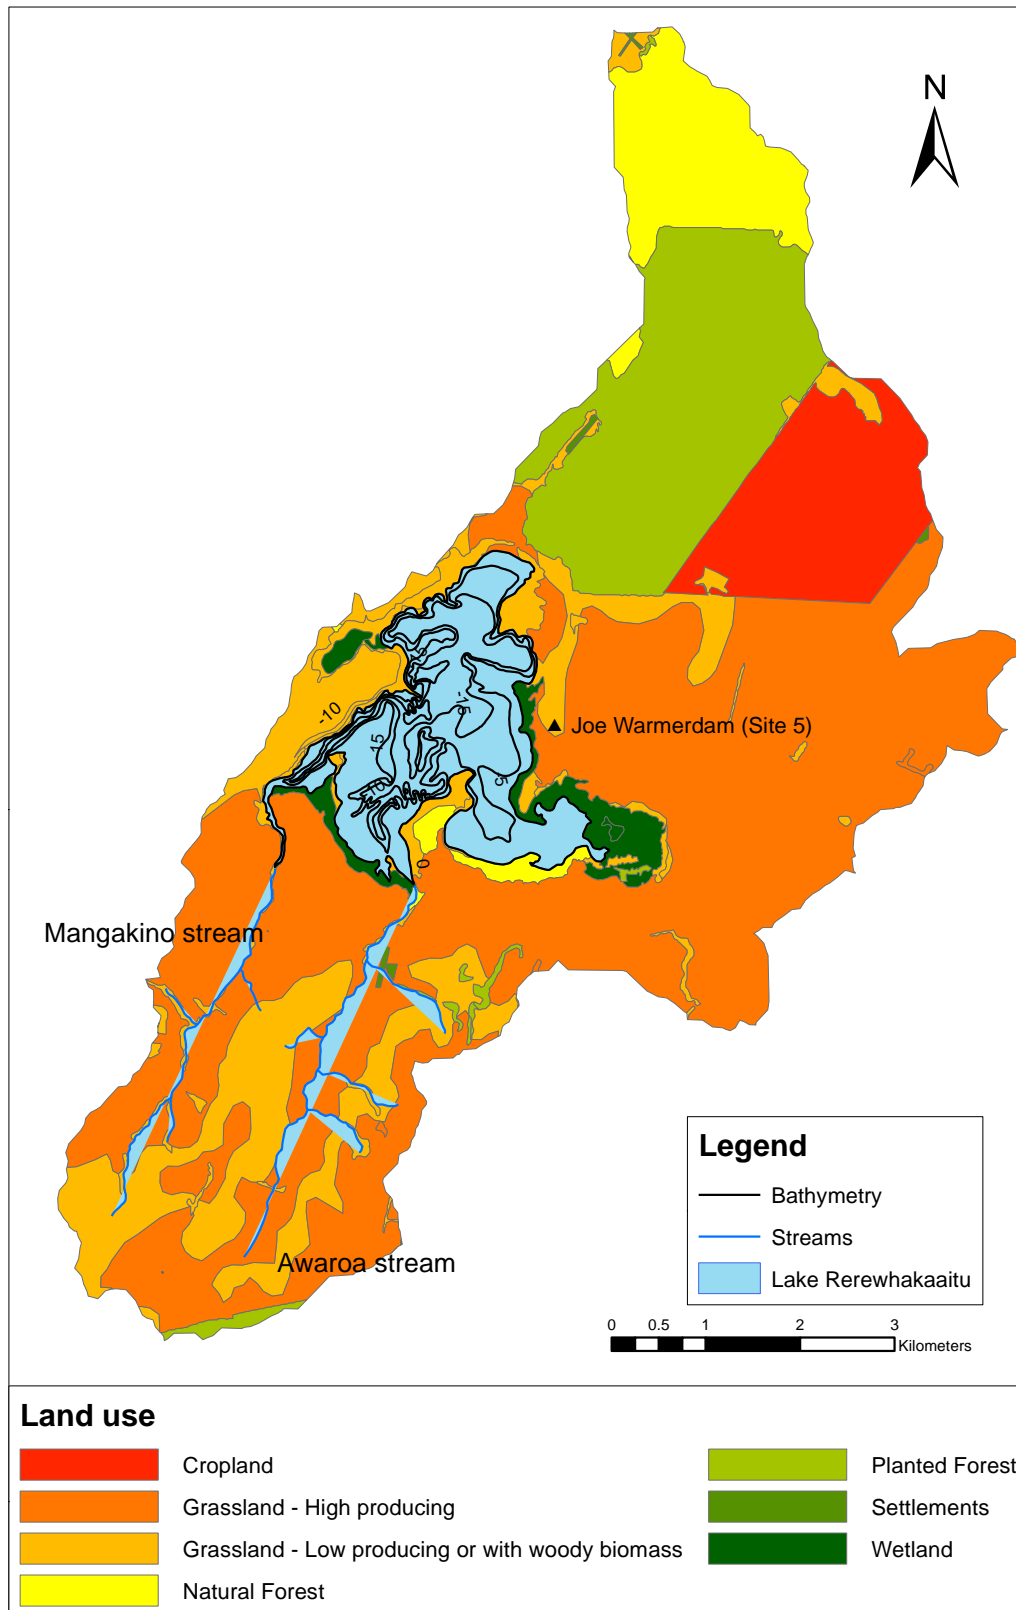 N
-10
-15
-15
-10
-5
0
Joe Warmerdam (Site 5)
Mangakino stream
Awaroa stream
Legend
Bathymetry
Streams
Lake Rerewhakaaitu
0 0.5 1 2 3
Kilometers
Land use
Cropland
Grassland - High producing
Grassland - Low producing or with woody biomass
Natural Forest
Planted Forest
Settlements
Wetland